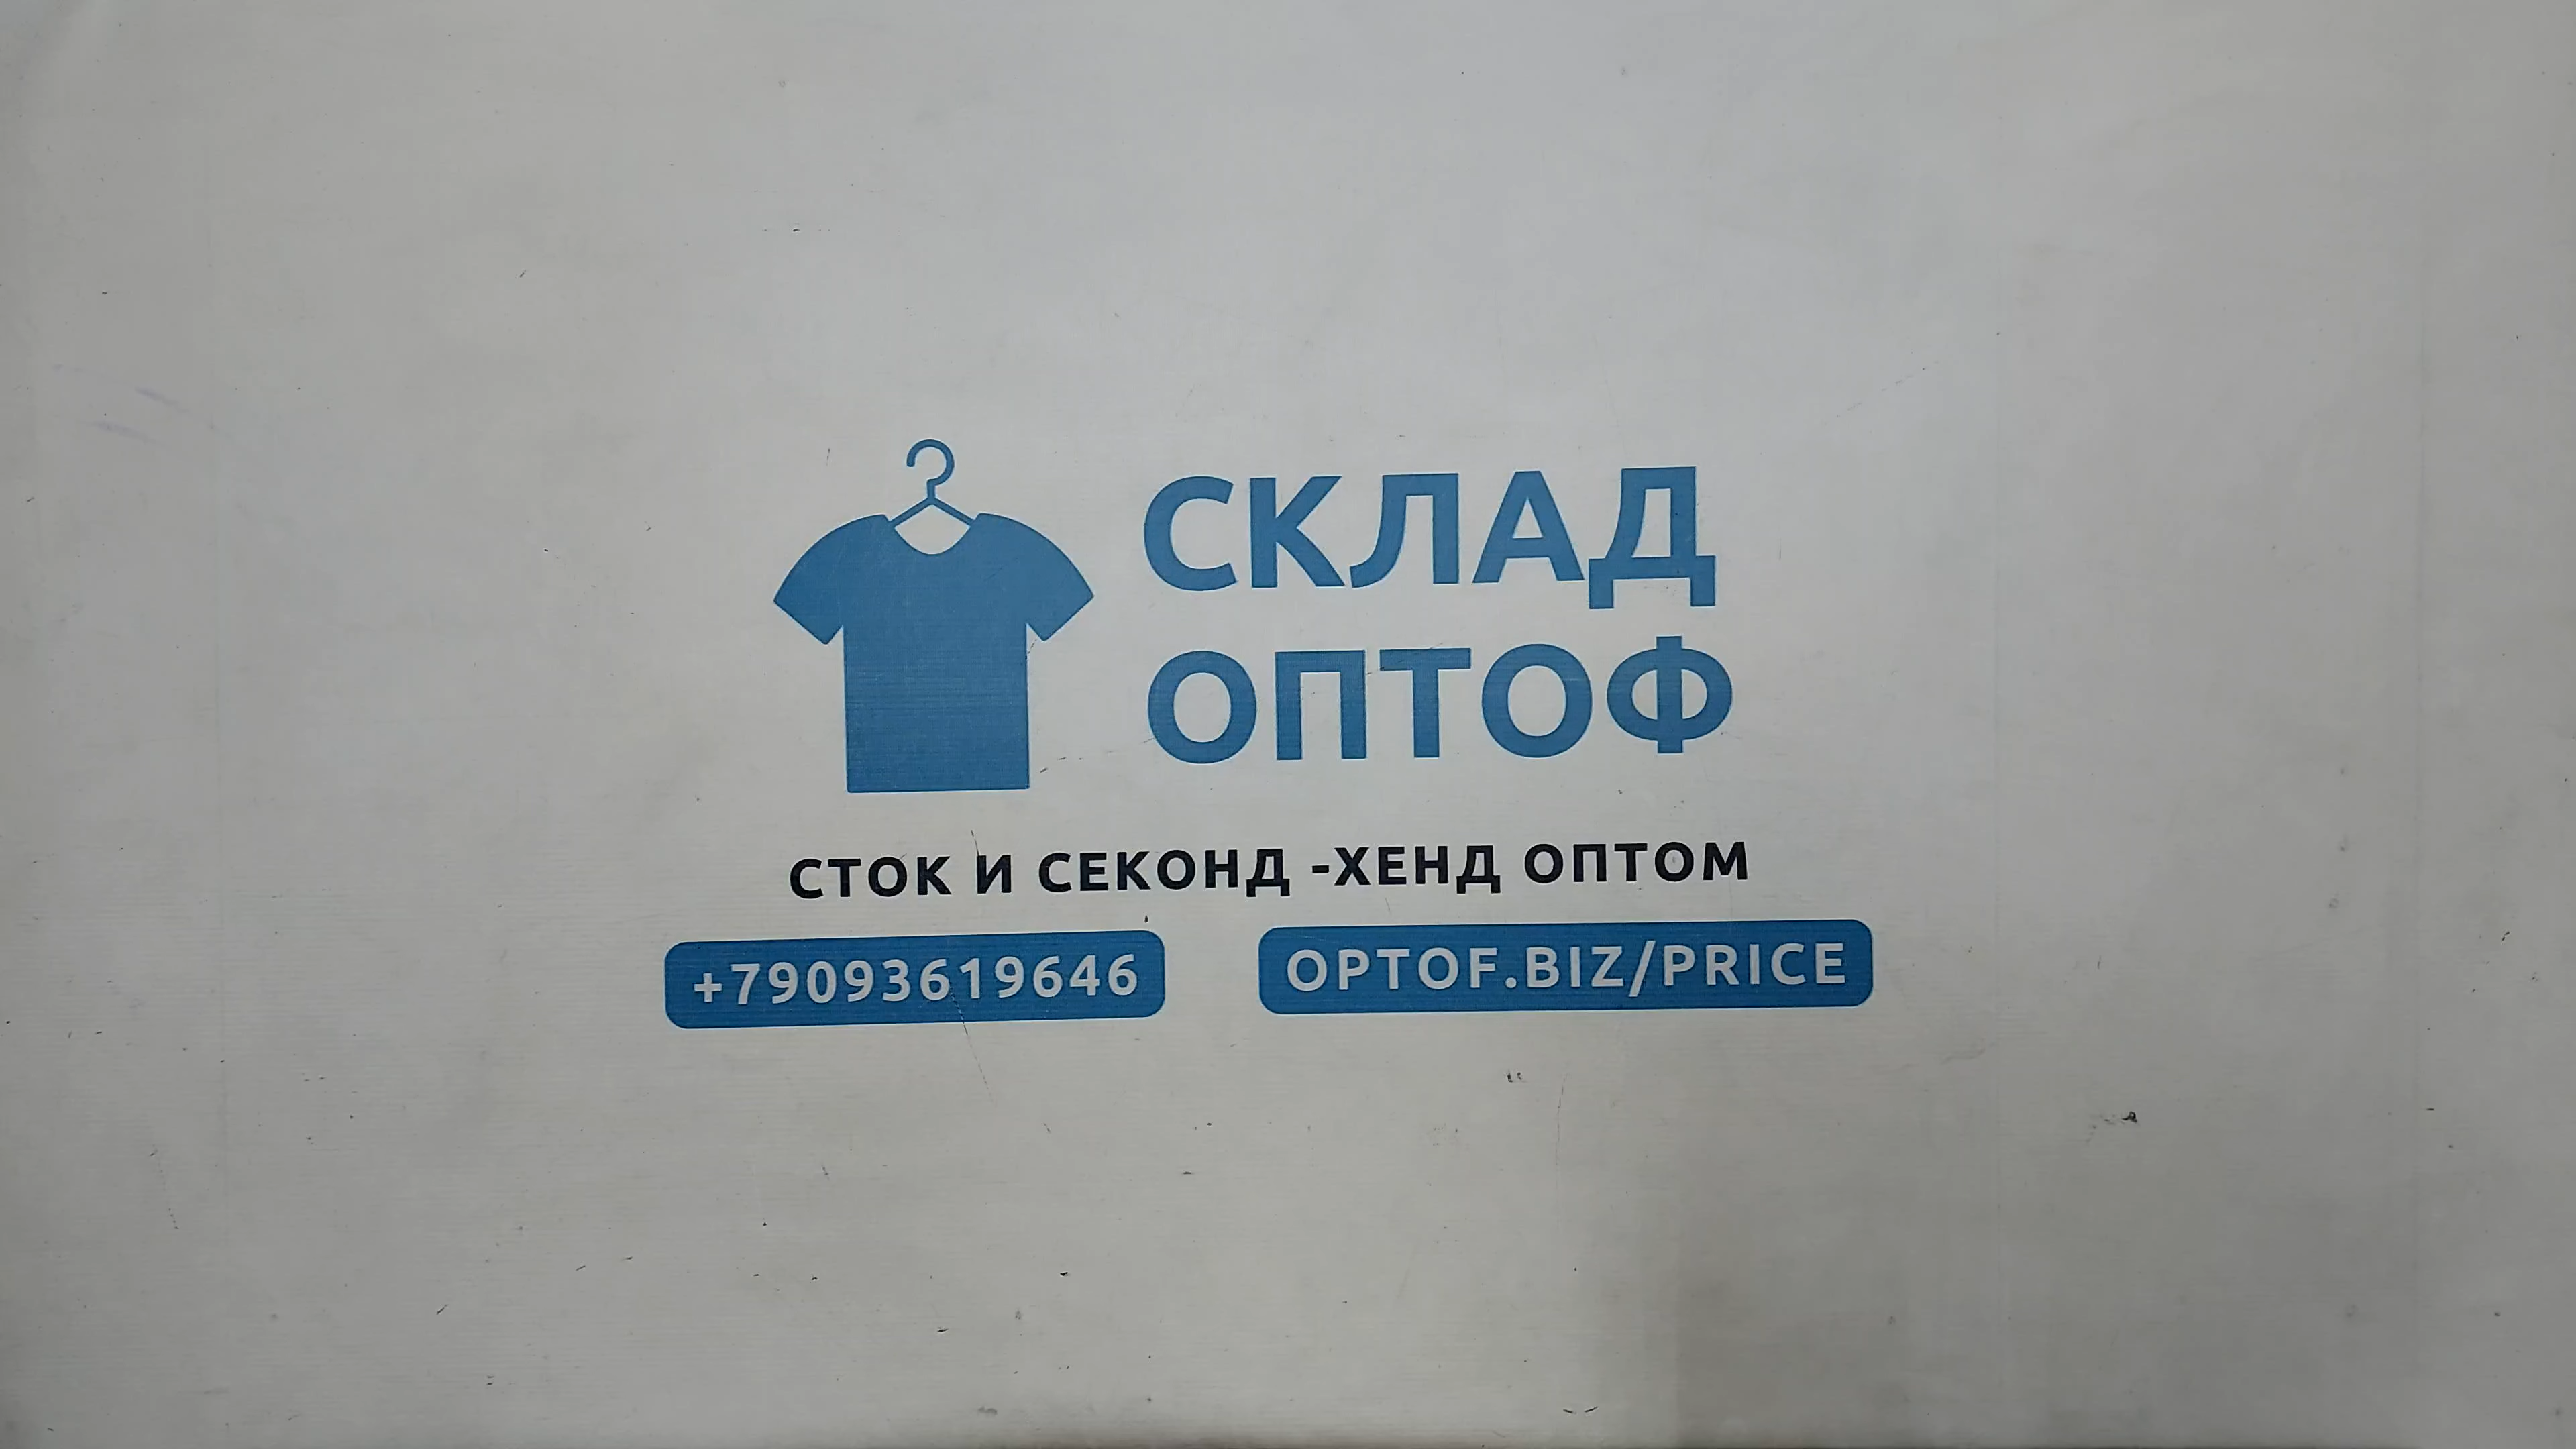 СКЛАД
ОПТОФ
СТОК И СЕКОНД -ХЕНД ОПТОМ
+79093619646
OPTOF.BIZ/PRICE